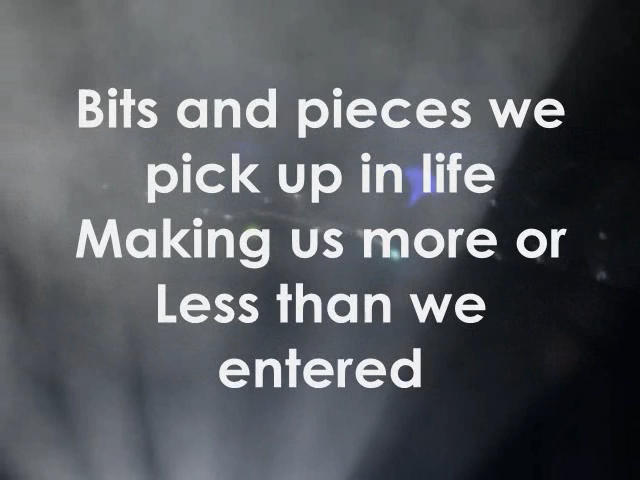 Bits and pieces we
pick up in life
Making us more or
Less than we
entered